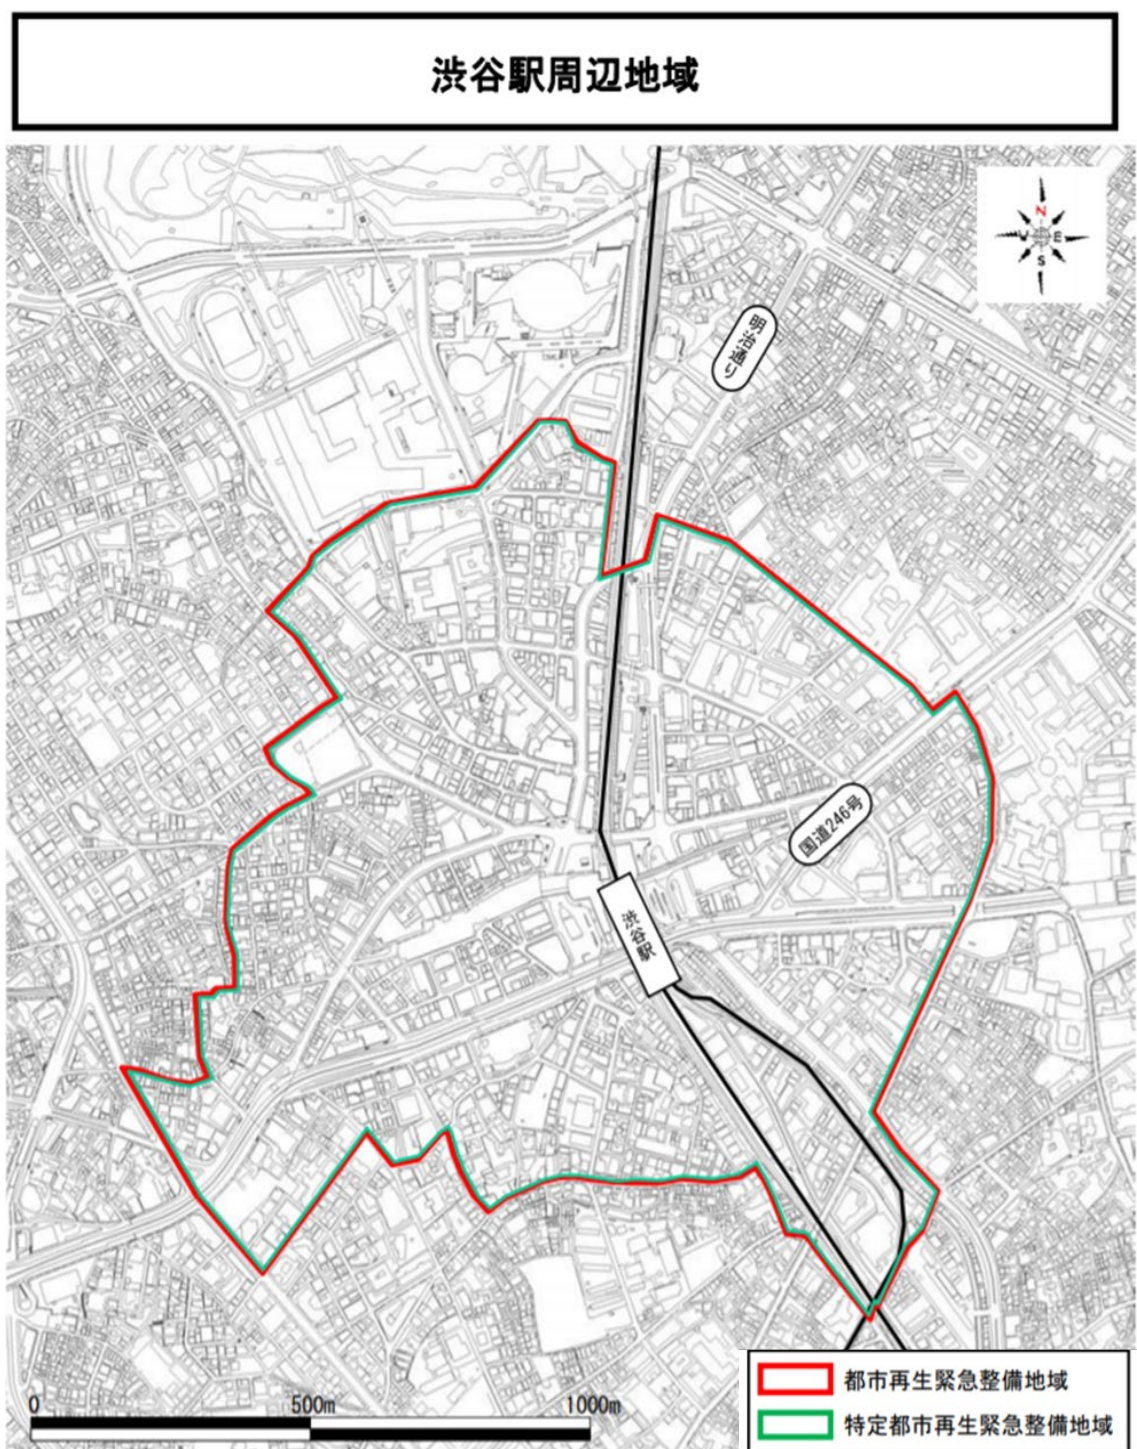 渋谷駅周辺地域
N
W E
S
明治通り
国道246号
渋谷駅
0 500m 1000m
都市再生緊急整備地域
特定都市再生緊急整備地域